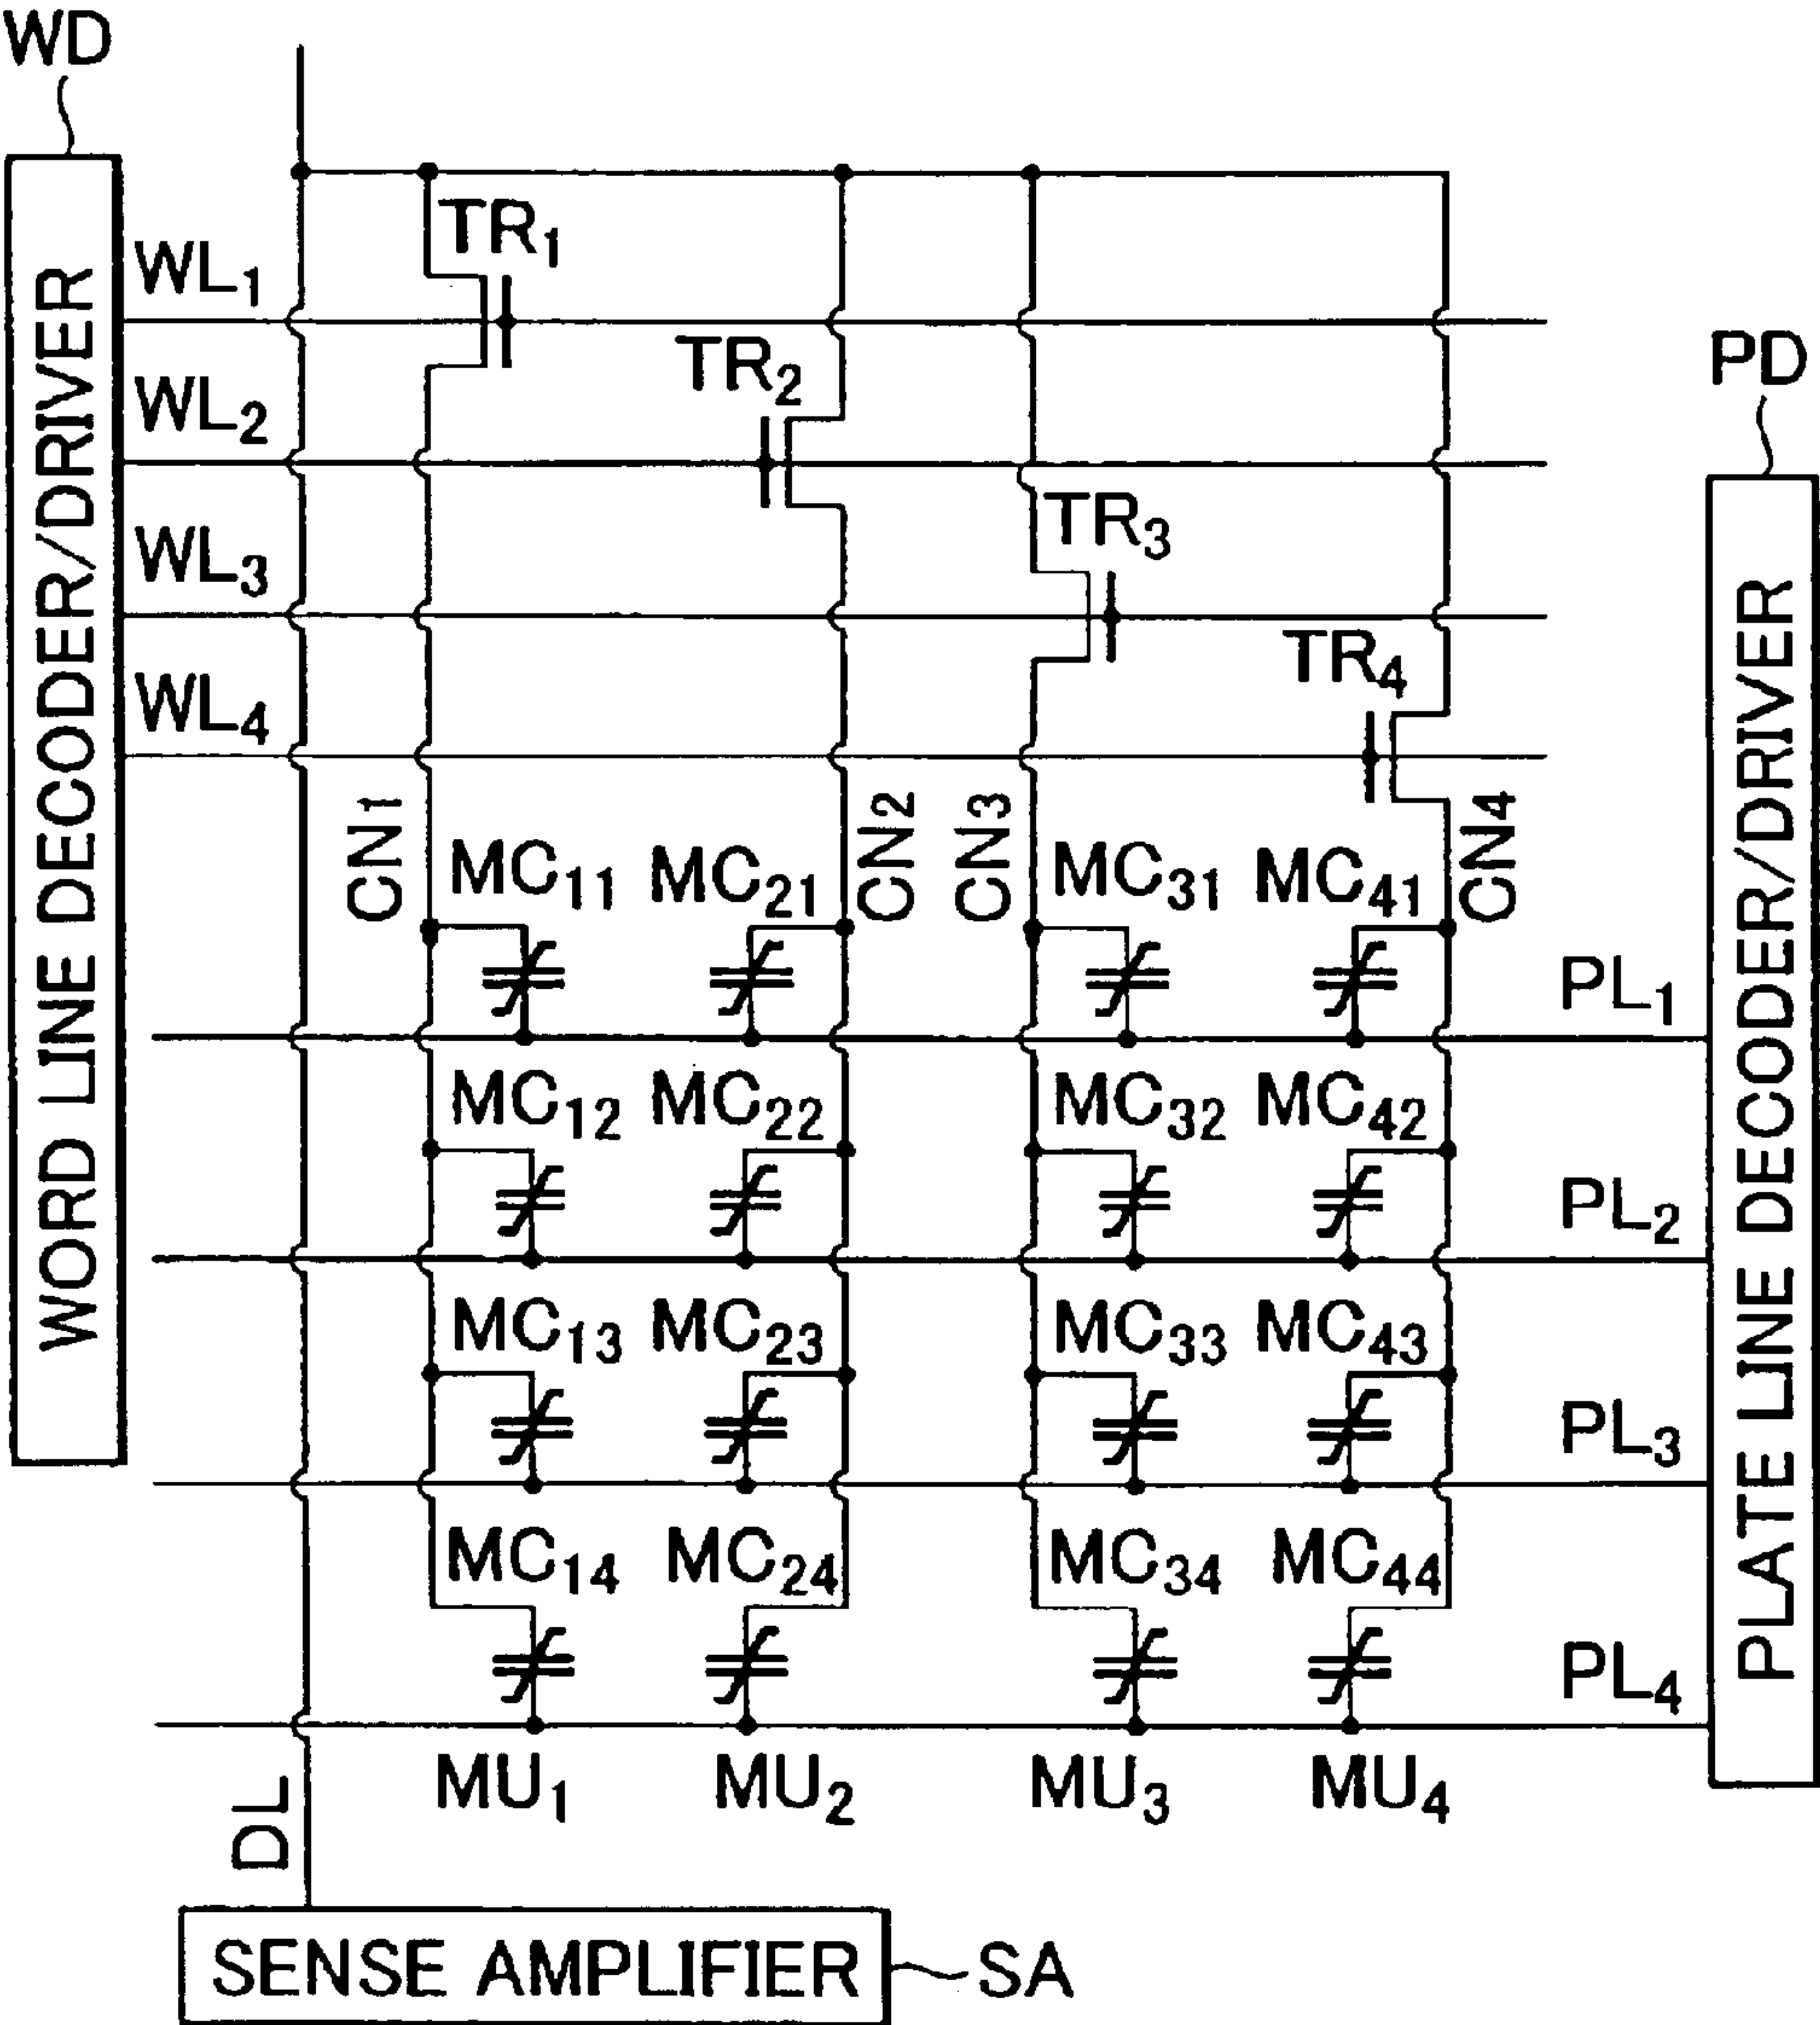 WD
WORD LINE DECODER/DRIVER
WL1
TR1
WL2
TR2
PD
WL3
TR3
WL4
TR4
PLATE LINE DECODER/DRIVER
CN1
CN2
CN3
CN4
MC11 MC21 MC31 MC41
PL1
MC12 MC22 MC32 MC42
PL2
MC13 MC23 MC33 MC43
PL3
MC14 MC24 MC34 MC44
PL4
MU1 MU2 MU3 MU4
DL
SENSE AMPLIFIER
SA